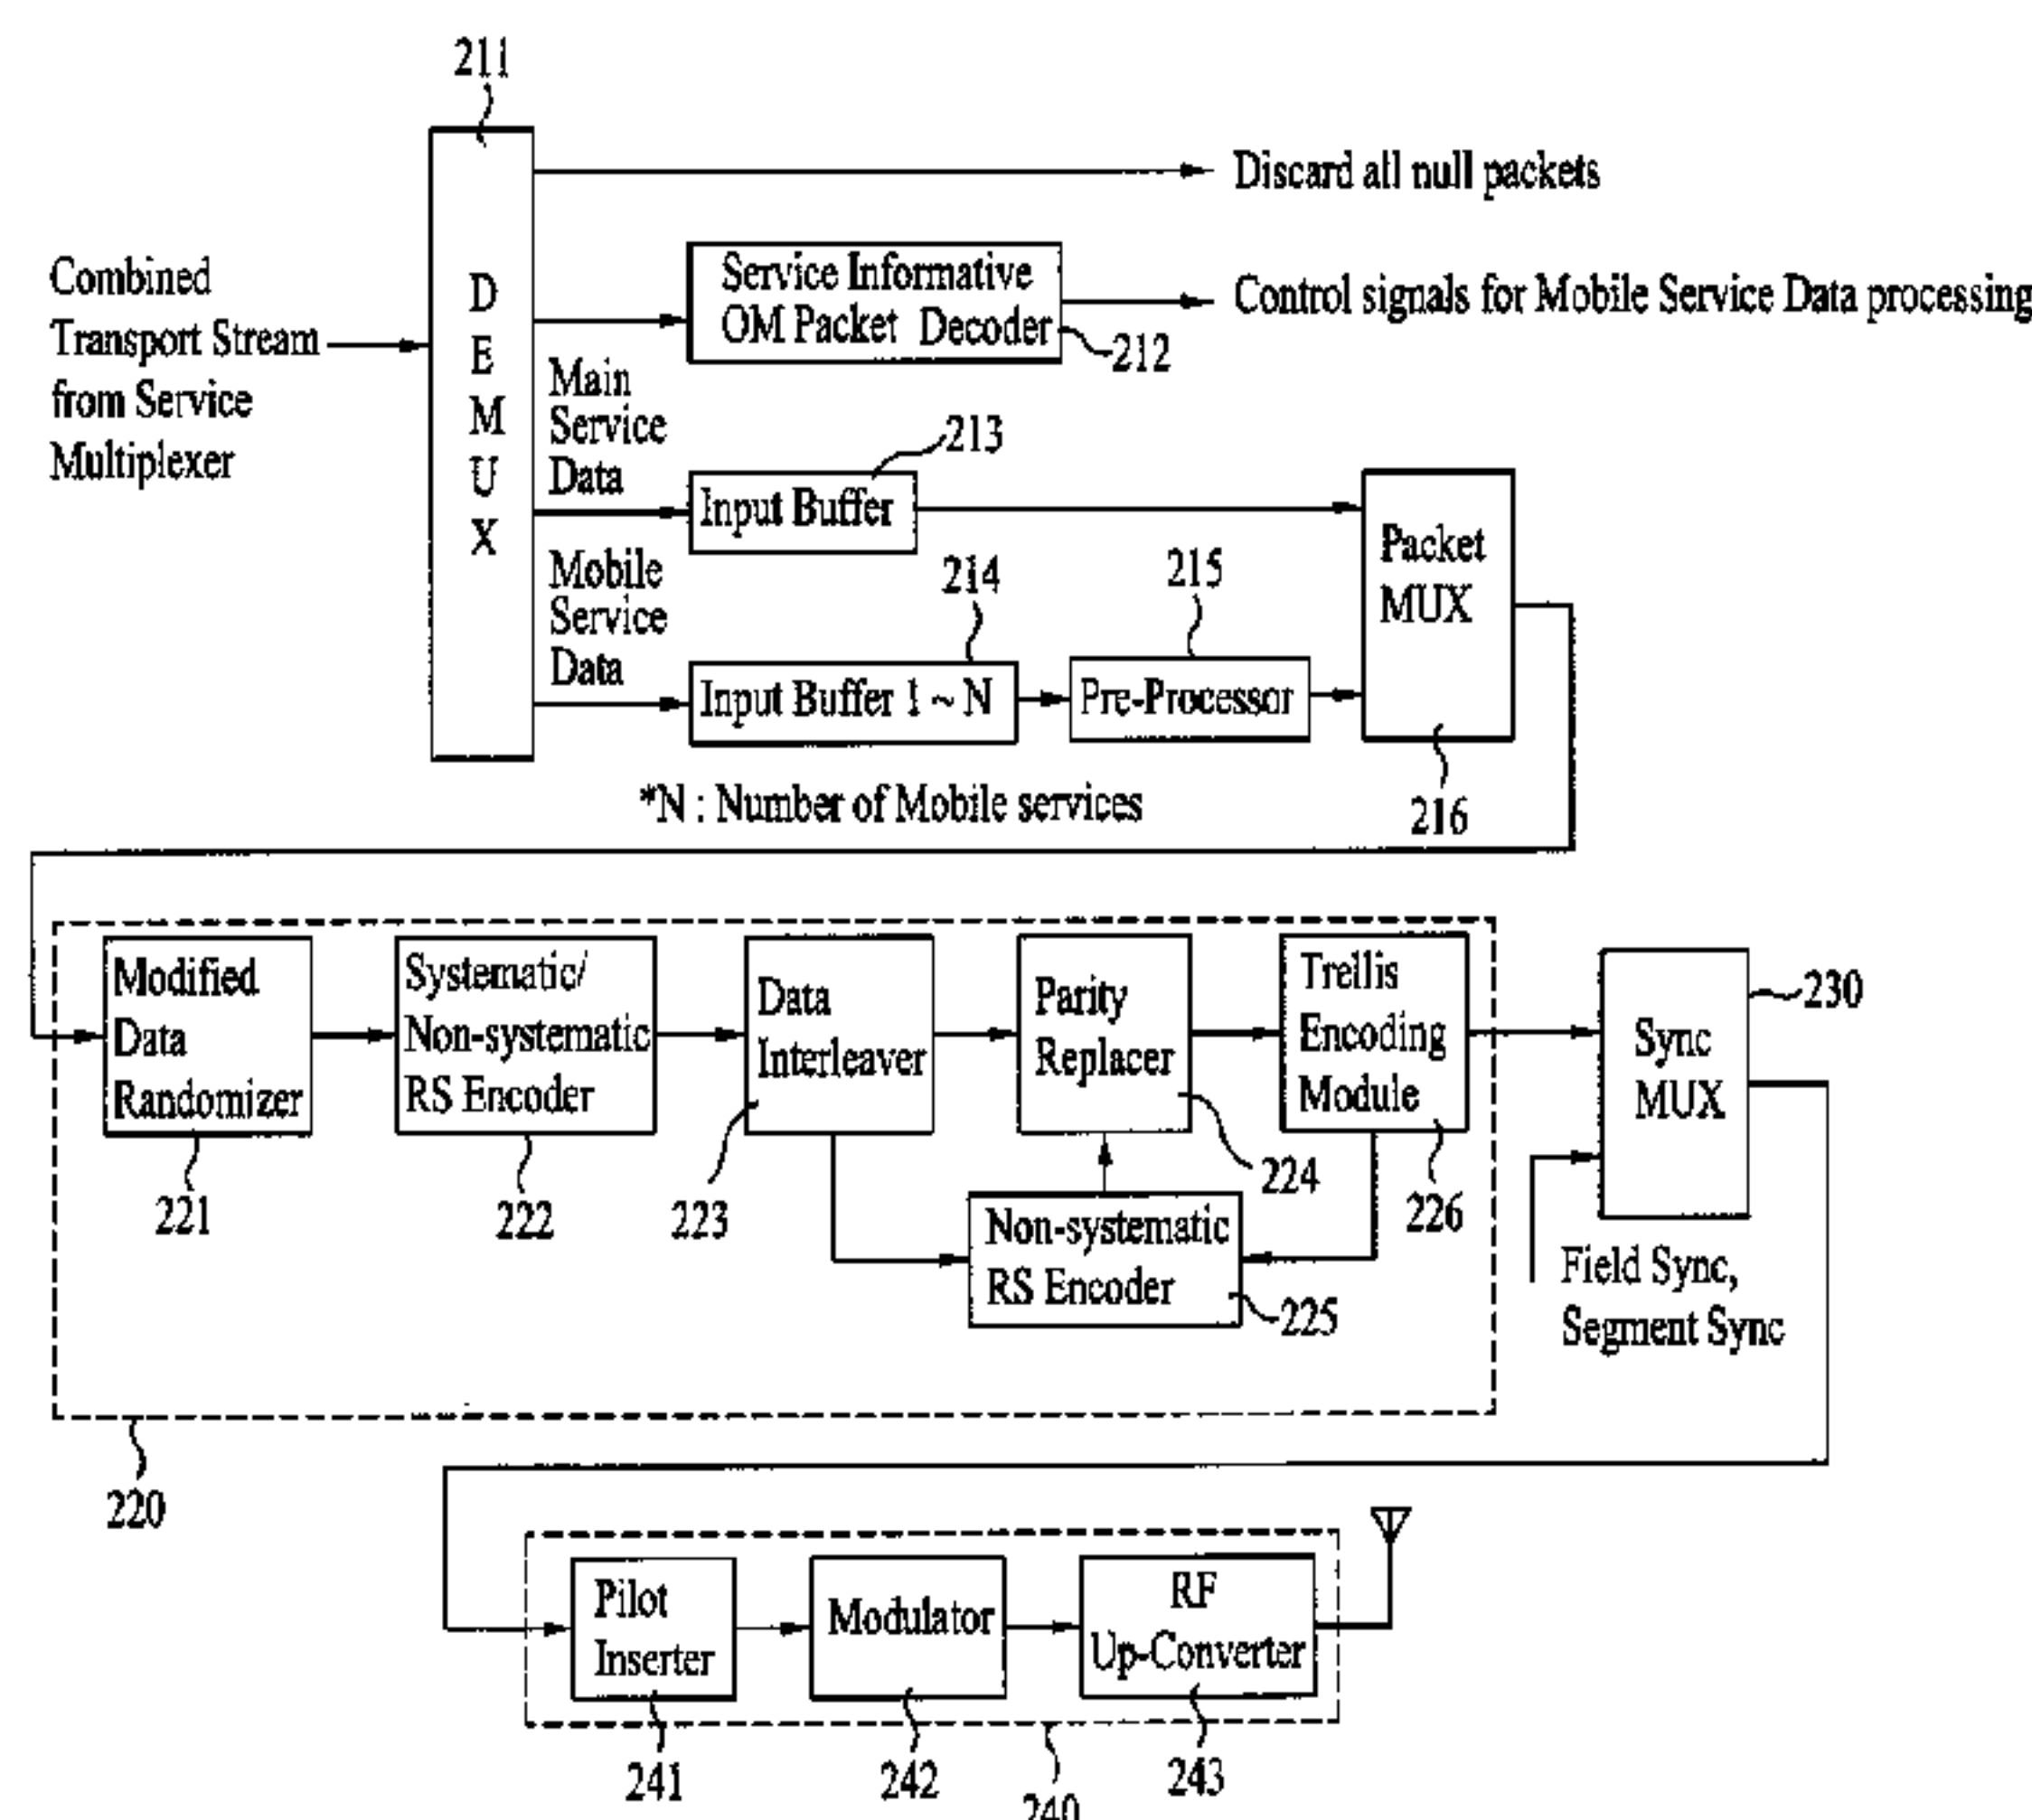 211
Discard all null packets
Combined
Transport Stream
from Service
Multiplexer
D
E
M
U
X
Service Informative
OM Packet Decoder
212
Control signals for Mobile Service Data processing
Main
Service
Data
213
Input Buffer
Mobile
Service
Data
214
215
Input Buffer 1 ~ N
Pre-Processor
Packet
MUX
216
*N : Number of Mobile services
Modified
Data
Randomizer
221
Systematic/
Non-systematic
RS Encoder
222
Data
Interleaver
223
Parity
Replacer
224
Trellis
Encoding
Module
226
Non-systematic
RS Encoder
225
Sync
MUX
230
Field Sync,
Segment Sync
220
Pilot
Inserter
241
Modulator
242
RF
Up-Converter
243
240